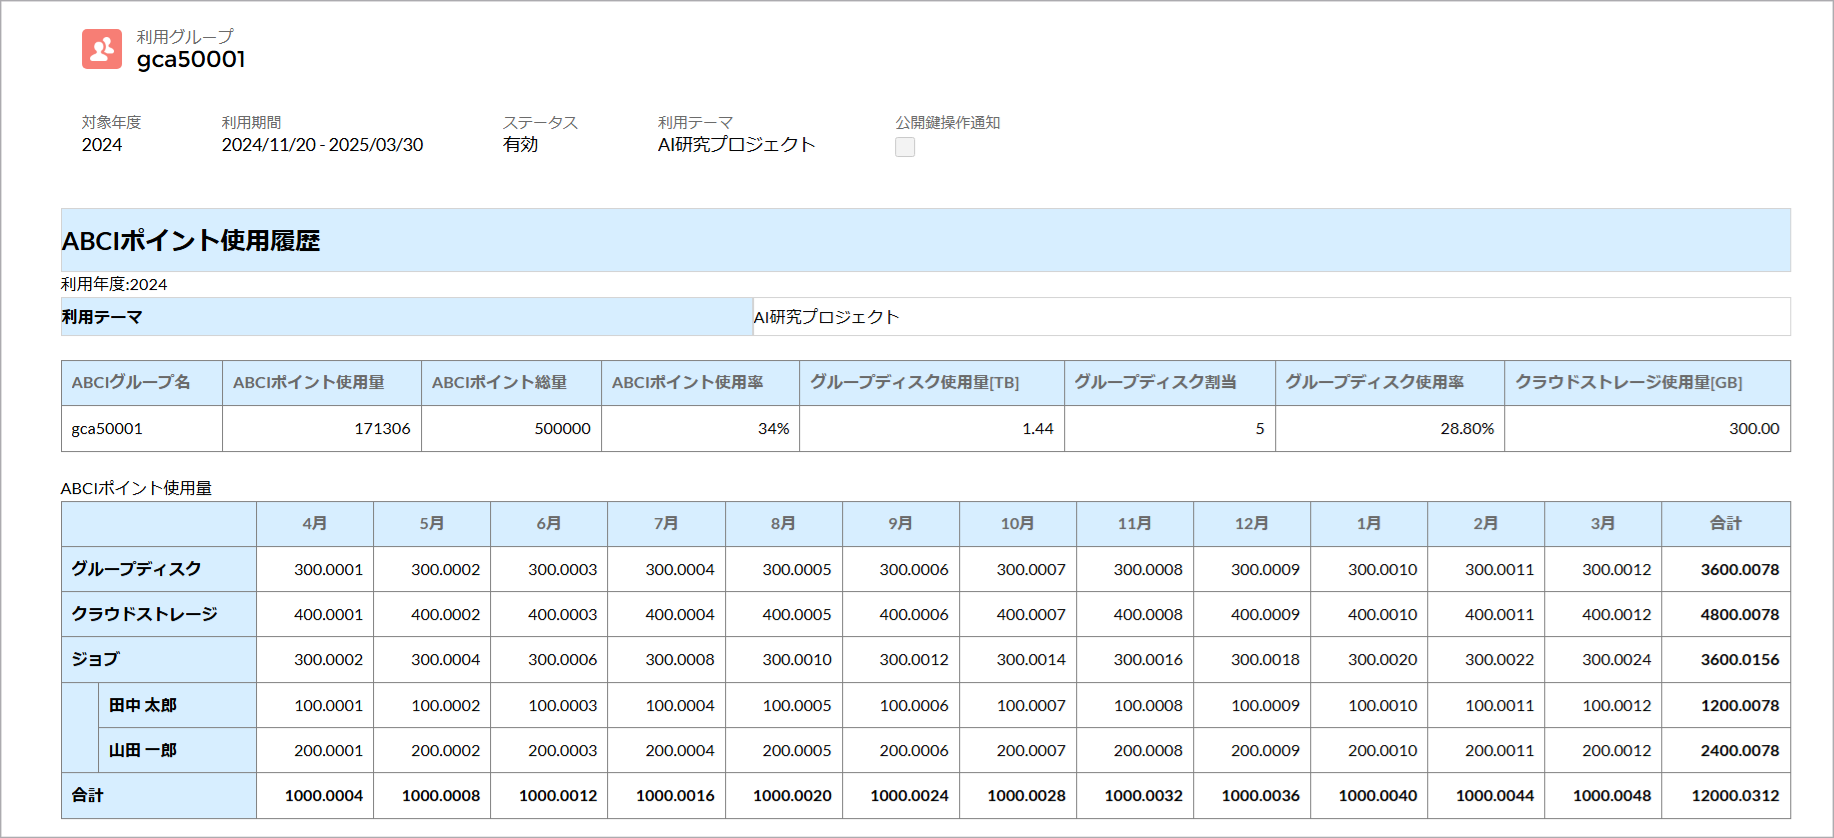 利用グループ
gca50001
対象年度 利用期間 ステータス 利用テーマ 公開鍵操作通知
2024 2024/11/20 - 2025/03/30 有効 AI研究プロジェクト
ABCIポイント使用履歴
利用年度:2024
利用テーマ AI研究プロジェクト
ABCIグループ名 ABCIポイント使用量 ABCIポイント総量 ABCIポイント使用率 グループディスク使用量[TB] グループディスク割当 グループディスク使用率 クラウドストレージ使用量[GB]
gca50001 171306 500000 34% 1.44 5 28.80% 300.00
ABCIポイント使用量
4月 5月 6月 7月 8月 9月 10月 11月 12月 1月 2月 3月 合計
グループディスク 300.0001 300.0002 300.0003 300.0004 300.0005 300.0006 300.0007 300.0008 300.0009 300.0010 300.0011 300.0012 3600.0078
クラウドストレージ 400.0001 400.0002 400.0003 400.0004 400.0005 400.0006 400.0007 400.0008 400.0009 400.0010 400.0011 400.0012 4800.0078
ジョブ 300.0002 300.0004 300.0006 300.0008 300.0010 300.0012 300.0014 300.0016 300.0018 300.0020 300.0022 300.0024 3600.0156
田中 太郎 100.0001 100.0002 100.0003 100.0004 100.0005 100.0006 100.0007 100.0008 100.0009 100.0010 100.0011 100.0012 1200.0078
山田 一郎 200.0001 200.0002 200.0003 200.0004 200.0005 200.0006 200.0007 200.0008 200.0009 200.0010 200.0011 200.0012 2400.0078
合計 1000.0004 1000.0008 1000.0012 1000.0016 1000.0020 1000.0024 1000.0028 1000.0032 1000.0036 1000.0040 1000.0044 1000.0048 12000.0312